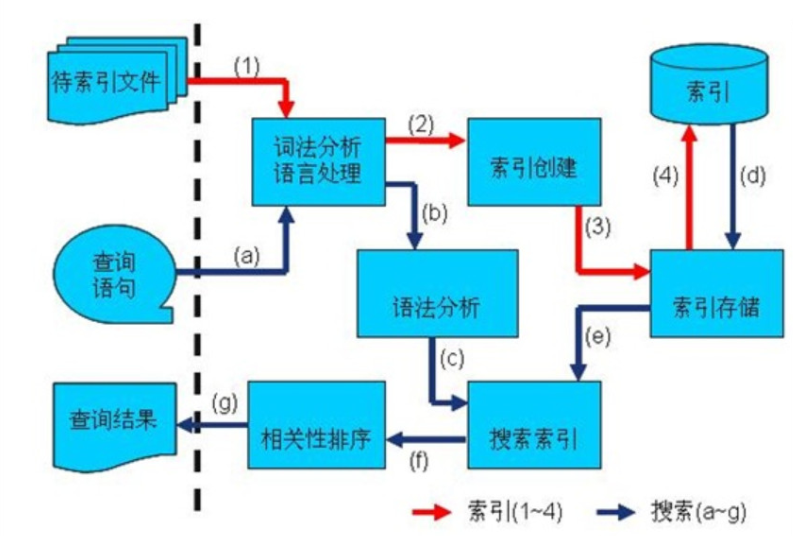 待索引文件
(1)
词法分析
语言处理
(2)
索引创建
索引
(4)
(d)
(3)
(b)
查询
语句
(a)
语法分析
索引存储
(e)
(c)
查询结果
(g)
相关性排序
(f)
搜索索引
索引(1~4)
搜索(a~g)